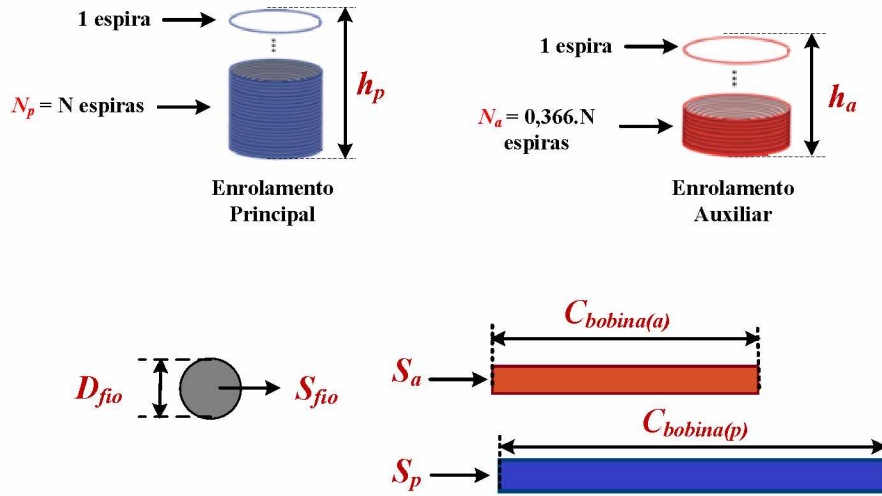 1 espira
N_p = N espiras
h_p
Enrolamento
Principal
1 espira
N_a = 0,366.N
espiras
h_a
Enrolamento
Auxiliar
D_fio
S_fio
C_bobina(a)
S_a
C_bobina(p)
S_p